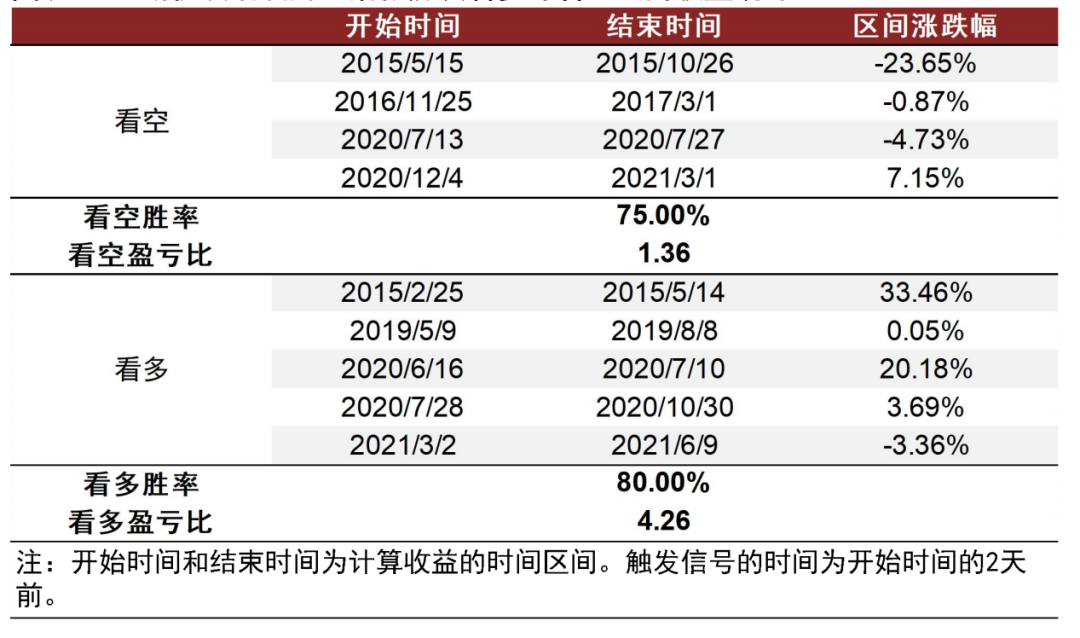 开始时间 结束时间 区间涨跌幅
2015/5/15 2015/10/26 -23.65%
2016/11/25 2017/3/1 -0.87%
看空
2020/7/13 2020/7/27 -4.73%
2020/12/4 2021/3/1 7.15%
看空胜率 75.00%
看空盈亏比 1.36
2015/2/25 2015/5/14 33.46%
2019/5/9 2019/8/8 0.05%
看多 2020/6/16 2020/7/10 20.18%
2020/7/28 2020/10/30 3.69%
2021/3/2 2021/6/9 -3.36%
看多胜率 80.00%
看多盈亏比 4.26
注：开始时间和结束时间为计算收益的时间区间。触发信号的时间为开始时间的2天
前。